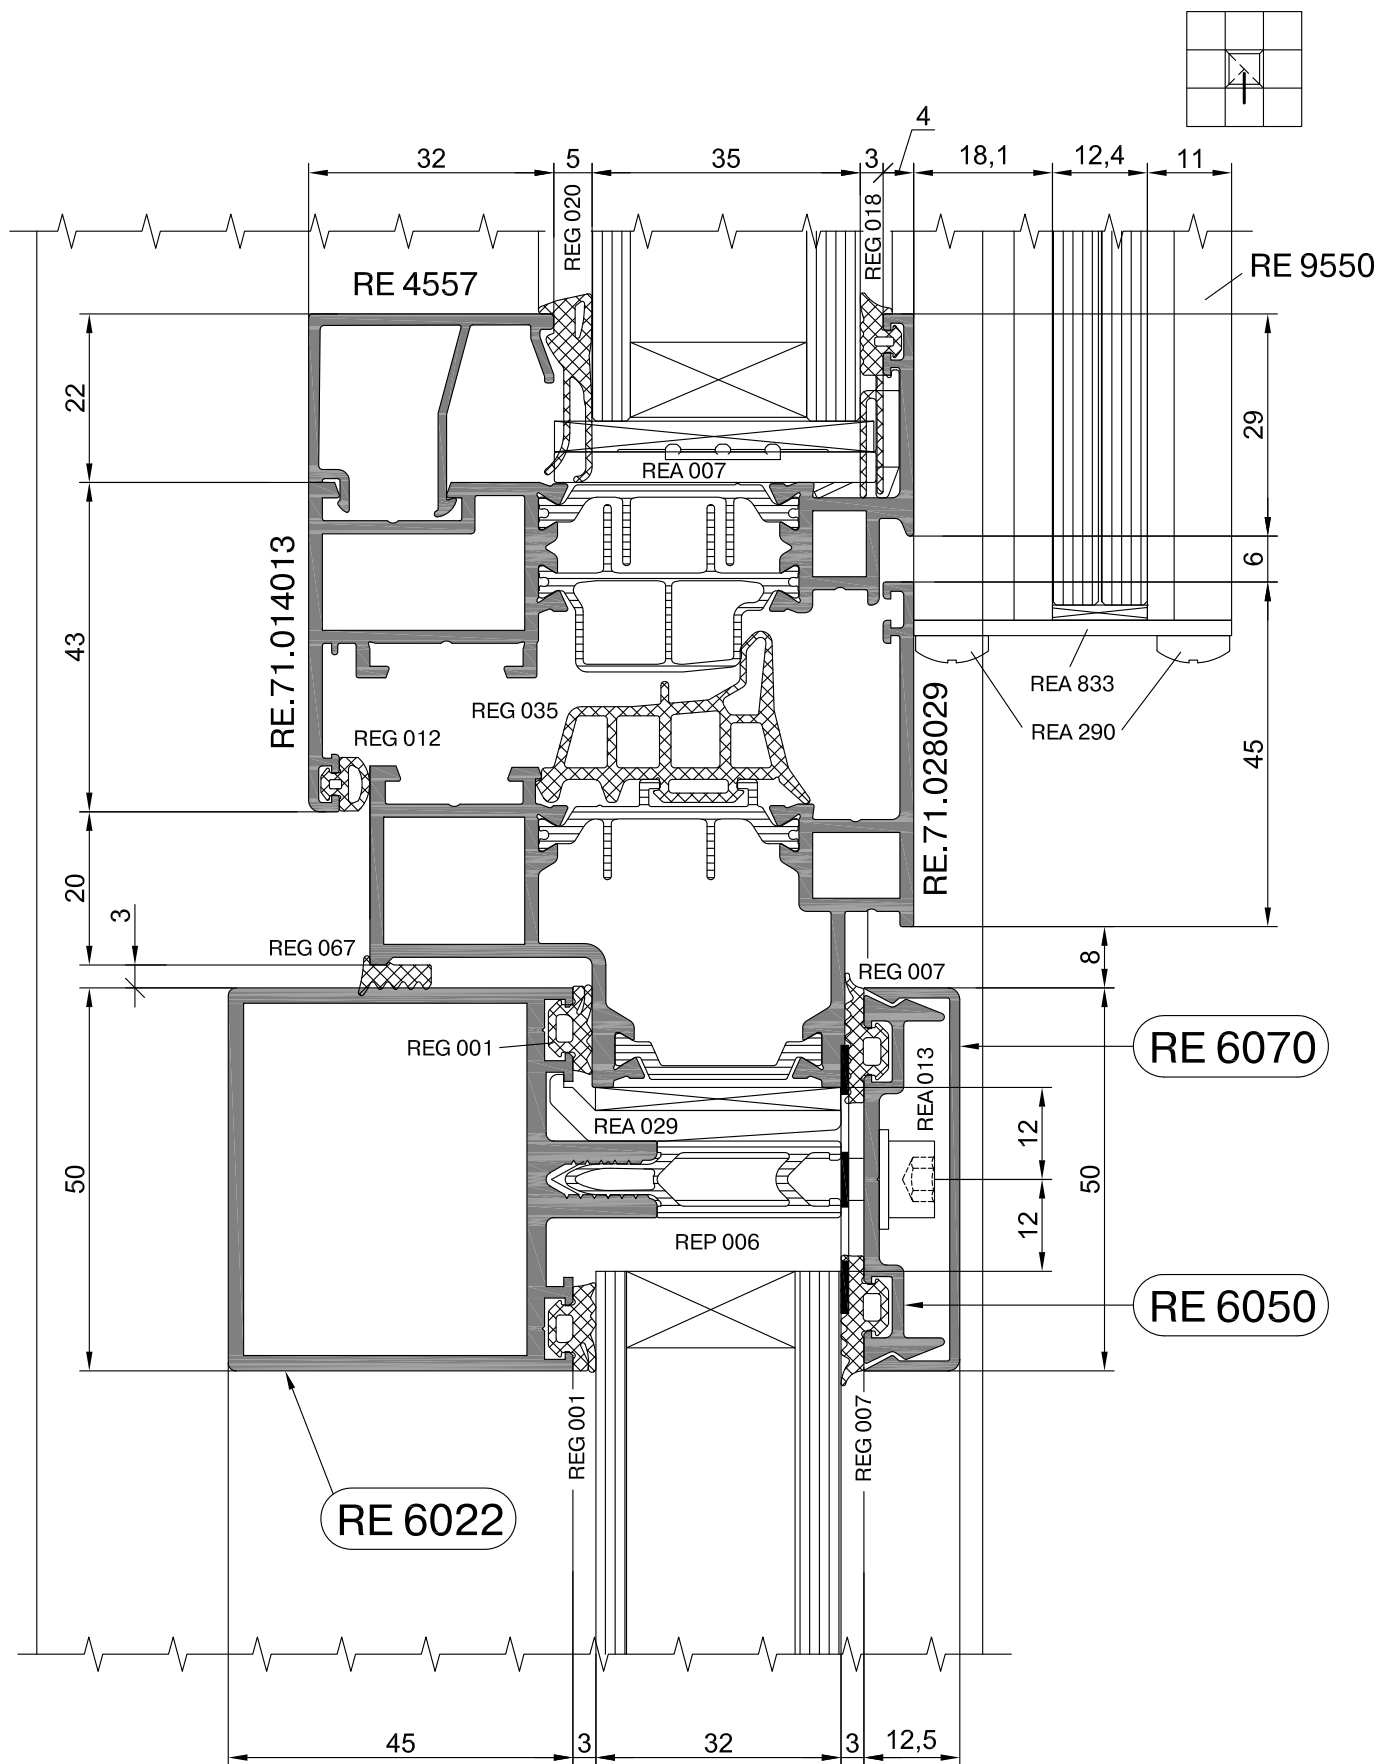 4
32
5
35
3
18,1
12,4
11
REG 020
REG 018
RE 4557
RE 9550
22
29
REA 007
RE.71.014013
6
43
REG 035
REG 012
REA 833
REA 290
RE.71.028029
45
20
3
REG 067
REG 007
8
REG 001
RE 6070
REA 013
REA 029
12
50
50
12
REP 006
RE 6050
REG 001
REG 007
RE 6022
45
3
32
3
12,5